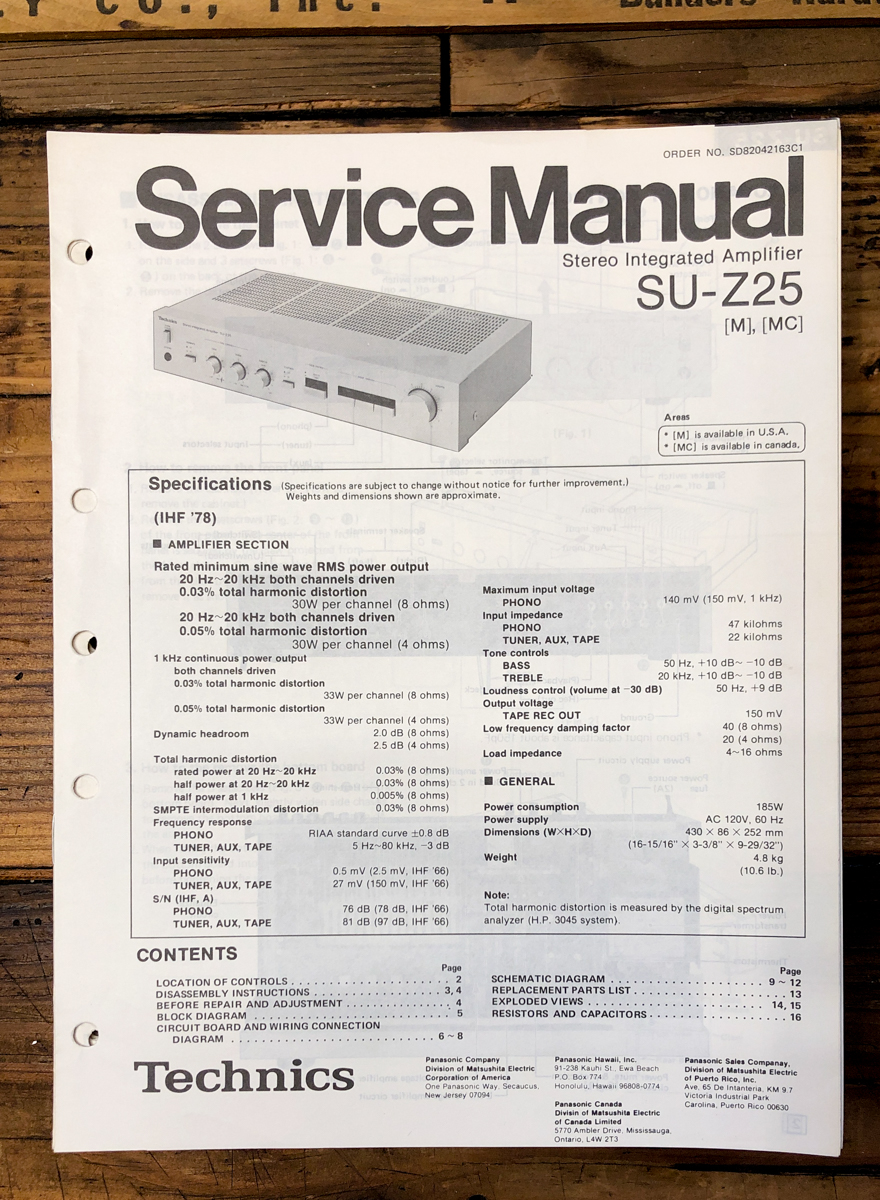 Y CO., Inc.
ORDER NO. SD82042163C1
Service Manual
Stereo Integrated Amplifier
SU-Z25
[M], [MC]
Technics
Areas
* [M] is available in U.S.A.
* [MC] is available in canada.
Specifications (Specifications are subject to change without notice for further improvement.)
Weights and dimensions shown are approximate.
(IHF '78)
■ AMPLIFIER SECTION
Rated minimum sine wave RMS power output
20 Hz~20 kHz both channels driven
0.03% total harmonic distortion
30W per channel (8 ohms)
20 Hz~20 kHz both channels driven
0.05% total harmonic distortion
30W per channel (4 ohms)
1 kHz continuous power output
both channels driven
0.03% total harmonic distortion
33W per channel (8 ohms)
0.05% total harmonic distortion
33W per channel (4 ohms)
Dynamic headroom 2.0 dB (8 ohms)
2.5 dB (4 ohms)
Total harmonic distortion
rated power at 20 Hz~20 kHz 0.03% (8 ohms)
half power at 20 Hz~20 kHz 0.03% (8 ohms)
half power at 1 kHz 0.005% (8 ohms)
SMPTE intermodulation distortion 0.03% (8 ohms)
Frequency response
PHONO RIAA standard curve ±0.8 dB
TUNER, AUX, TAPE 5 Hz~80 kHz, −3 dB
Input sensitivity
PHONO 0.5 mV (2.5 mV, IHF '66)
TUNER, AUX, TAPE 27 mV (150 mV, IHF '66)
S/N (IHF, A)
PHONO 76 dB (78 dB, IHF '66)
TUNER, AUX, TAPE 81 dB (97 dB, IHF '66)
Maximum input voltage
PHONO 140 mV (150 mV, 1 kHz)
Input impedance
PHONO 47 kilohms
TUNER, AUX, TAPE 22 kilohms
Tone controls
BASS 50 Hz, +10 dB~ −10 dB
TREBLE 20 kHz, +10 dB~ −10 dB
Loudness control (volume at −30 dB) 50 Hz, +9 dB
Output voltage
TAPE REC OUT 150 mV
Low frequency damping factor 40 (8 ohms)
20 (4 ohms)
Load impedance 4~16 ohms
■ GENERAL
Power consumption 185W
Power supply AC 120V, 60 Hz
Dimensions (W×H×D) 430 × 86 × 252 mm
(16-15/16" × 3-3/8" × 9-29/32")
Weight 4.8 kg
(10.6 lb.)
Note:
Total harmonic distortion is measured by the digital spectrum
analyzer (H.P. 3045 system).
CONTENTS
Page
LOCATION OF CONTROLS . . . . . . . . . . . . . . . . . . . . . . 2
DISASSEMBLY INSTRUCTIONS . . . . . . . . . . . . . . . . . 3, 4
BEFORE REPAIR AND ADJUSTMENT . . . . . . . . . . . . . 4
BLOCK DIAGRAM . . . . . . . . . . . . . . . . . . . . . . . . . . . 5
CIRCUIT BOARD AND WIRING CONNECTION
DIAGRAM . . . . . . . . . . . . . . . . . . . . . . . . . . . 6 ~ 8
Page
SCHEMATIC DIAGRAM . . . . . . . . . . . . . . . . . . . . . 9 ~ 12
REPLACEMENT PARTS LIST . . . . . . . . . . . . . . . . . . . 13
EXPLODED VIEWS . . . . . . . . . . . . . . . . . . . . . . . . 14, 15
RESISTORS AND CAPACITORS . . . . . . . . . . . . . . . . . 16
Technics
Panasonic Company
Division of Matsushita Electric
Corporation of America
One Panasonic Way, Secaucus,
New Jersey 07094
Panasonic Hawaii, Inc.
91-238 Kauhi St., Ewa Beach
P.O. Box 774
Honolulu, Hawaii 96808-0774
Panasonic Canada
Divisin of Matsushita Electric
of Canada Limited
5770 Ambler Drive, Mississauga,
Ontario, L4W 2T3
Panasonic Sales Companay,
Division of Matsushita Electric
of Puerto Rico, Inc.
Ave, 65 De Intanteria, KM 9.7
Victoria Industrial Park
Carolina, Puerto Rico 00630